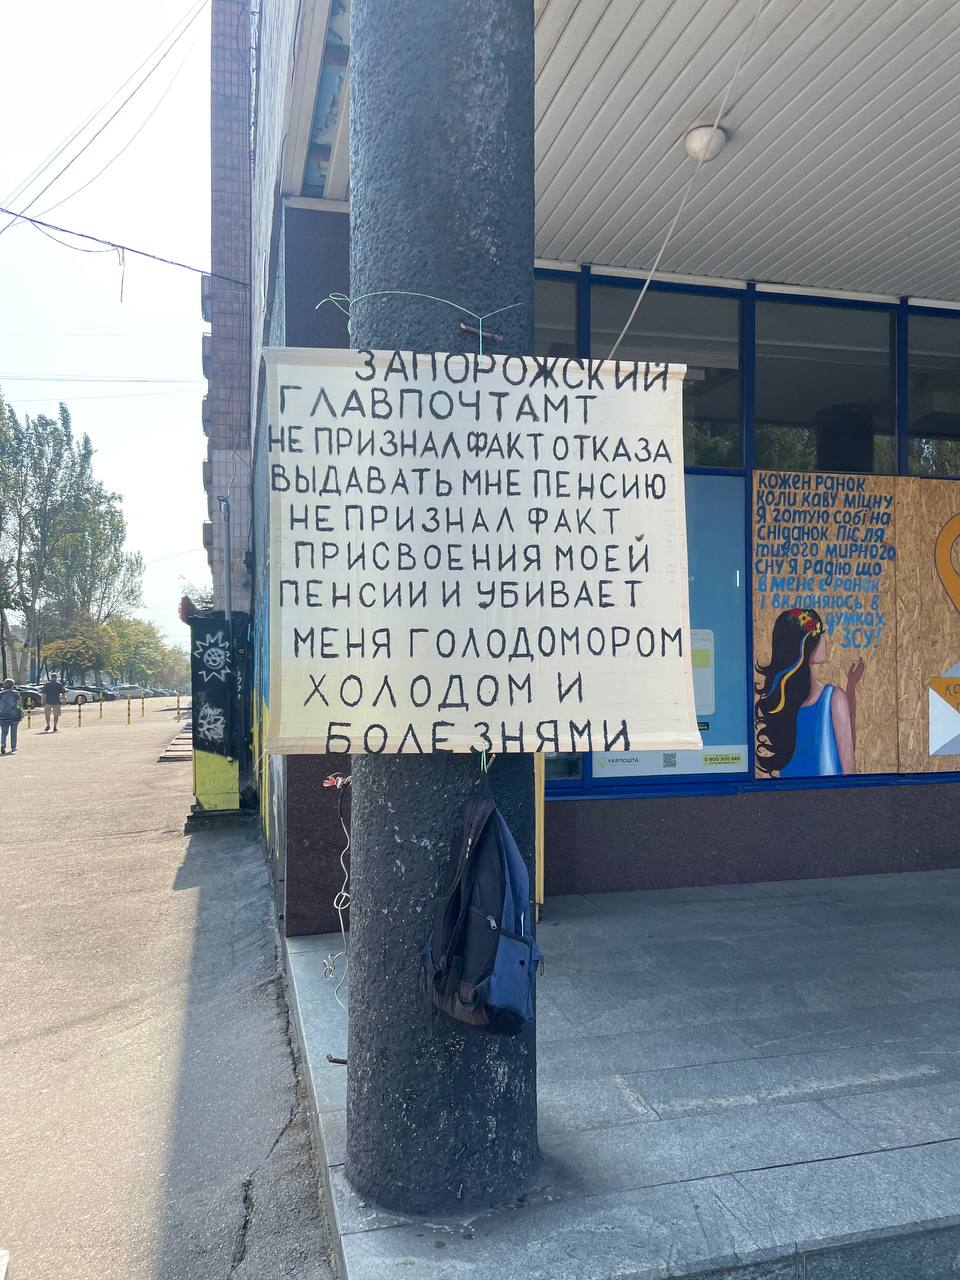 ЗАПОРОЖСКИЙ
ГЛАВПОЧТАМТ
НЕ ПРИЗНАЛ ФАКТ ОТКАЗА
ВЫДАВАТЬ МНЕ ПЕНСИЮ
НЕ ПРИЗНАЛ ФАКТ
ПРИСВОЕНИЯ МОЕЙ
ПЕНСИИ И УБИВАЕТ
МЕНЯ ГОЛОДОМОРОМ
ХОЛОДОМ И
БОЛЕЗНЯМИ
КОЖЕН РАНОК
КОЛИ КАВУ МІЦНУ
Я ГОТУЮ СОБІ НА
СНІДАНОК ПІСЛЯ
ТИХОГО МИРНОГО
СНУ Я РАДІЮ ЩО
В МЕНЕ Є РАНОК
І ВКЛОНЯЮСЬ В
ДУМКАХ
ЗСУ!
УКРПОШТА
0 800 300 545